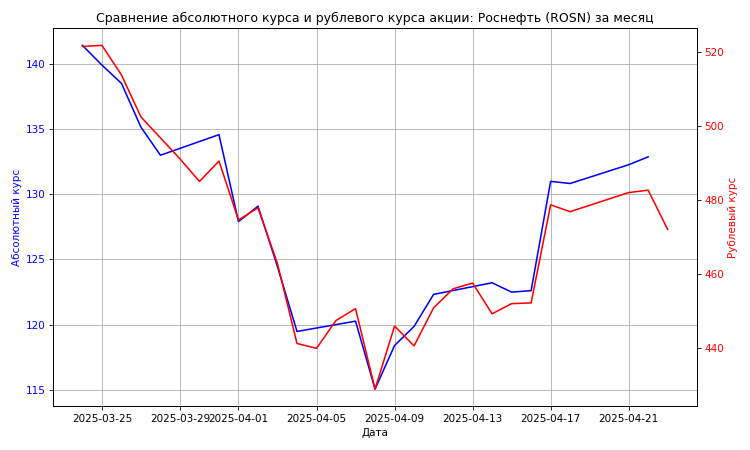 Сравнение абсолютного курса и рублевого курса акции: Роснефть (ROSN) за месяц
140
135
130
125
120
115
Абсолютный курс
520
500
480
460
440
Рублевый курс
2025-03-25 2025-03-29 2025-04-01 2025-04-05 2025-04-09 2025-04-13 2025-04-17 2025-04-21
Дата